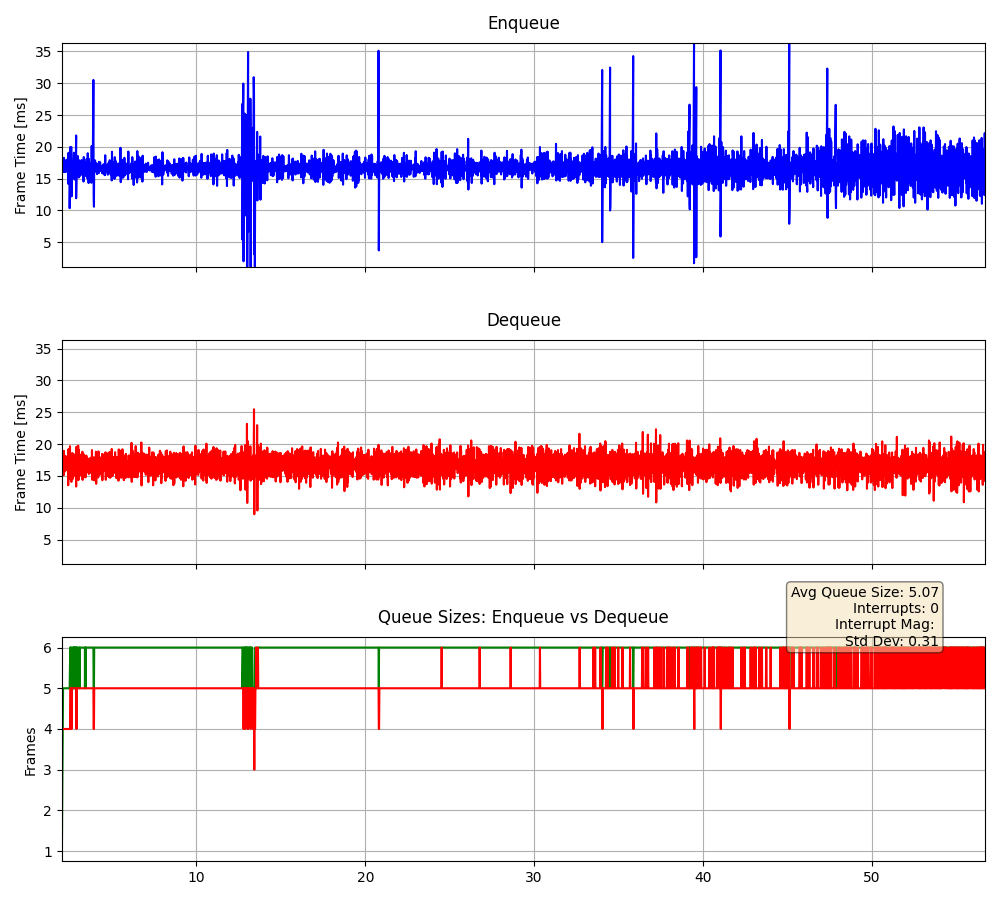 Enqueue
Frame Time [ms]
35
30
25
20
15
10
5
Dequeue
Frame Time [ms]
35
30
25
20
15
10
5
Avg Queue Size: 5.07
Interrupts: 0
Interrupt Mag:
Std Dev: 0.31
Queue Sizes: Enqueue vs Dequeue
Frames
6
5
4
3
2
1
10 20 30 40 50